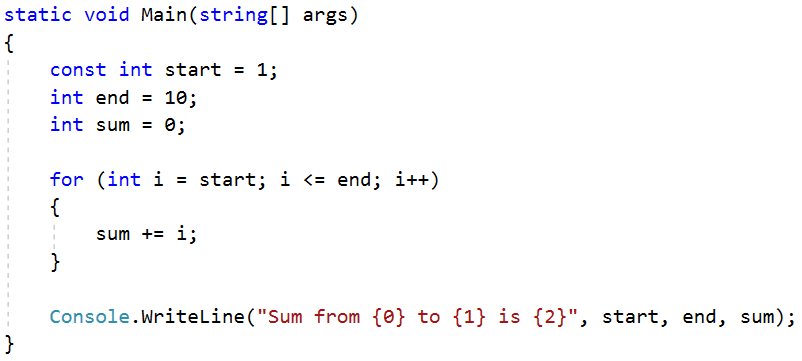 static void Main(string[] args)
{
    const int start = 1;
    int end = 10;
    int sum = 0;

    for (int i = start; i <= end; i++)
    {
        sum += i;
    }

    Console.WriteLine("Sum from {0} to {1} is {2}", start, end, sum);
}